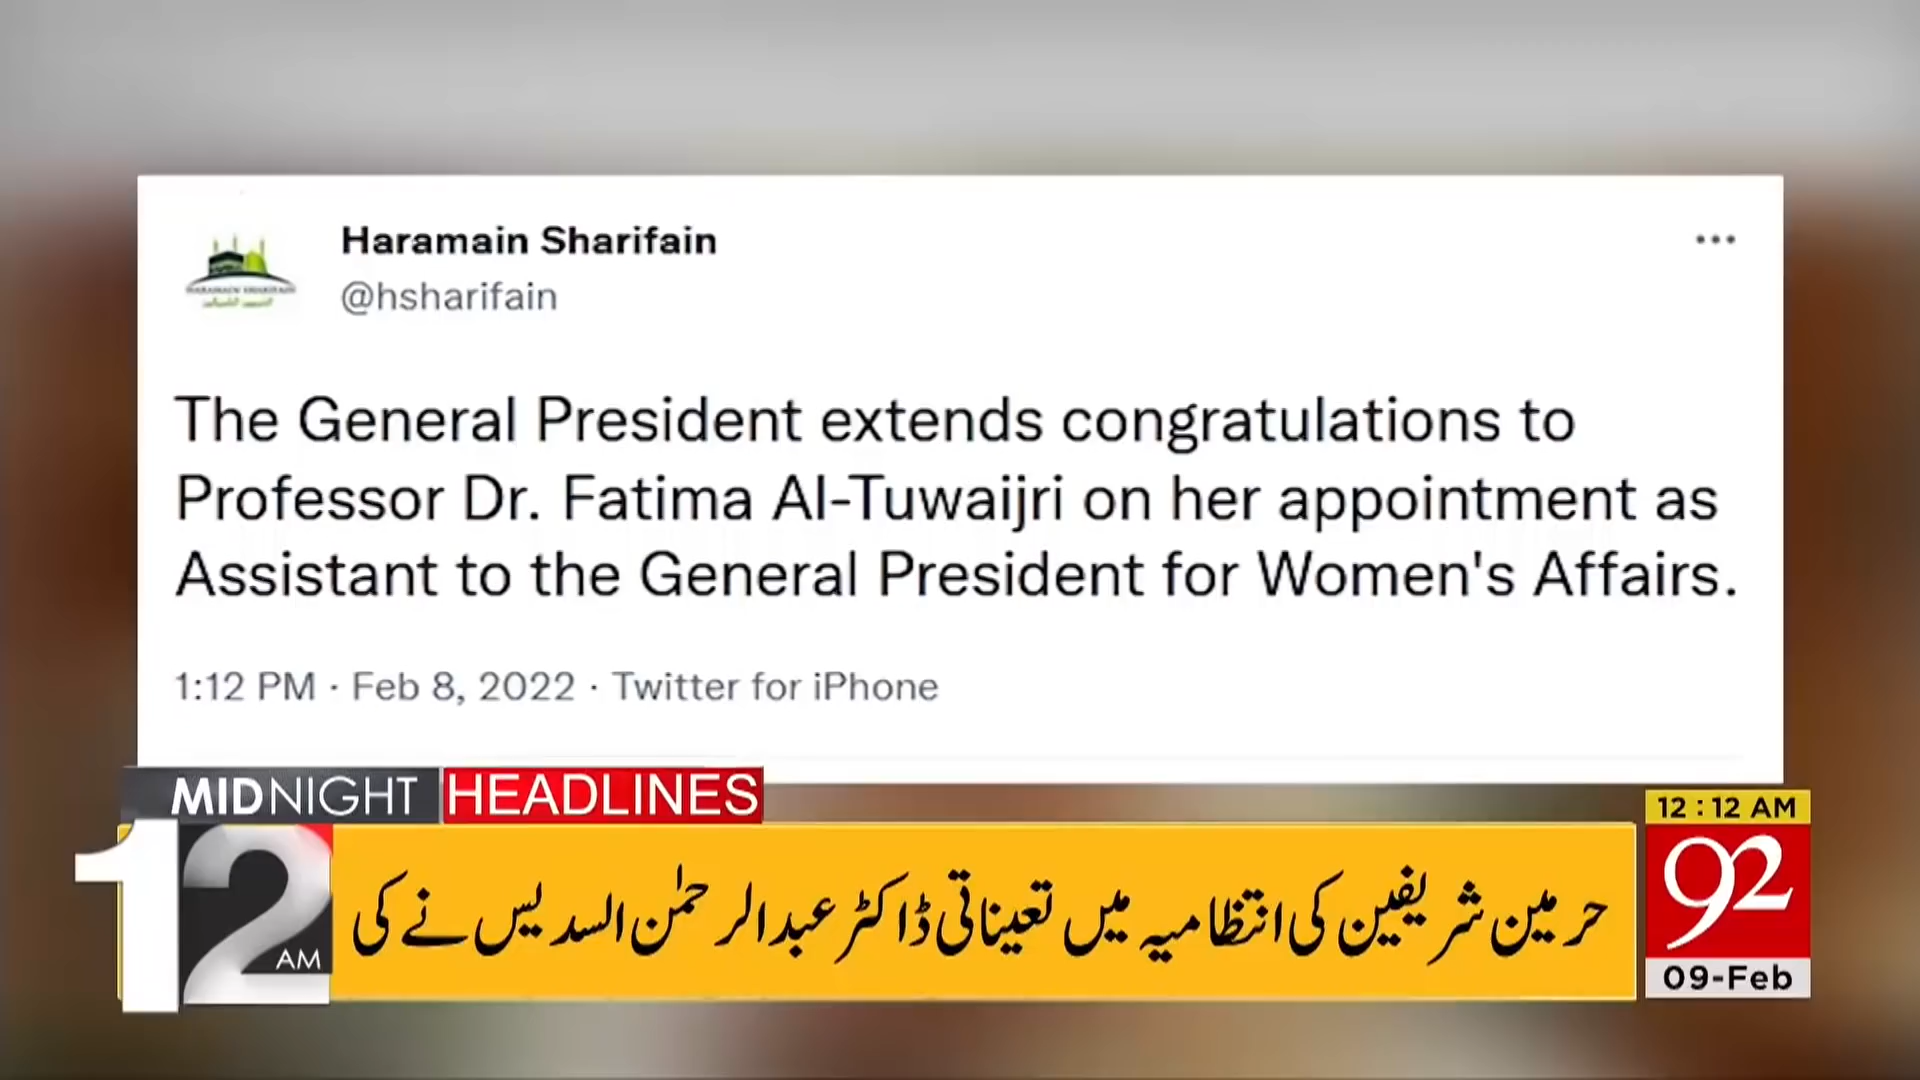 Haramain Sharifain
@hsharifain
The General President extends congratulations to
Professor Dr. Fatima Al-Tuwaijri on her appointment as
Assistant to the General President for Women's Affairs.
1:12 PM · Feb 8, 2022 · Twitter for iPhone
MIDNIGHT HEADLINES
12 AM
حرمین شریفین کی انتظامیہ میں تعیناتی ڈاکٹر عبدالرحمٰن السدیس نے کی
12:12 AM
92
09-Feb